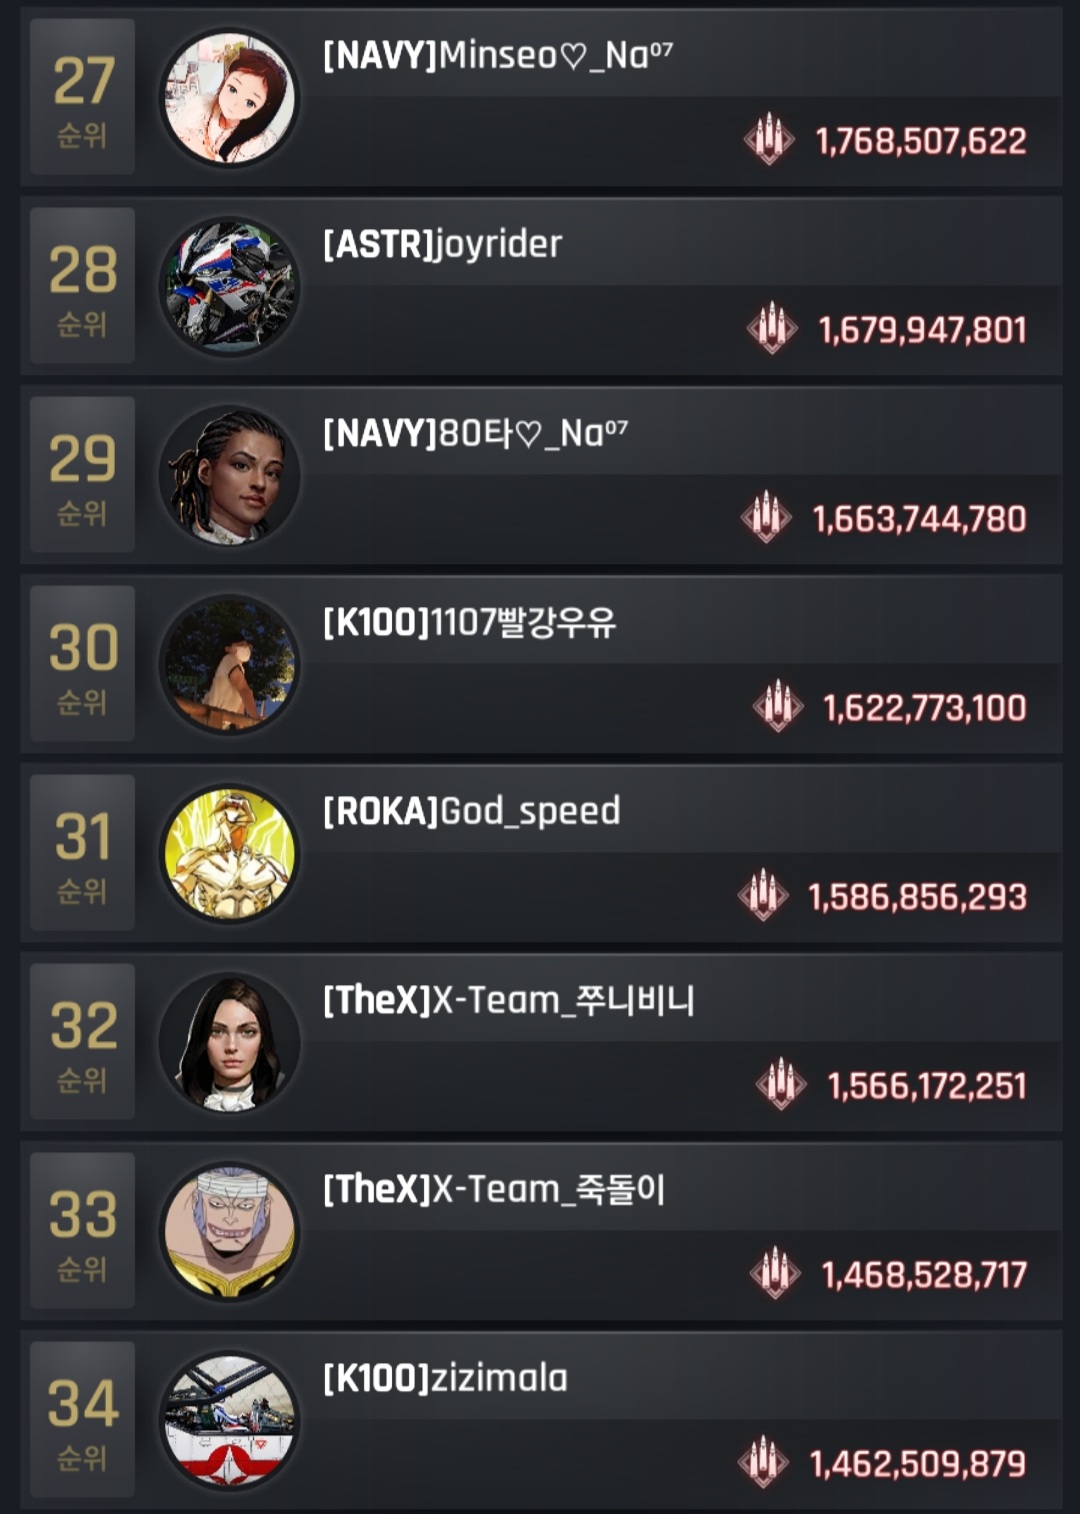 27
순위
[NAVY]Minseo♡_Na⁰⁷
1,768,507,622
28
순위
[ASTR]joyrider
1,679,947,801
29
순위
[NAVY]80타♡_Na⁰⁷
1,663,744,780
30
순위
[K100]1107빨강우유
1,622,773,100
31
순위
[ROKA]God_speed
1,586,856,293
32
순위
[TheX]X-Team_쭈니비니
1,566,172,251
33
순위
[TheX]X-Team_죽돌이
1,468,528,717
34
순위
[K100]zizimala
1,462,509,879